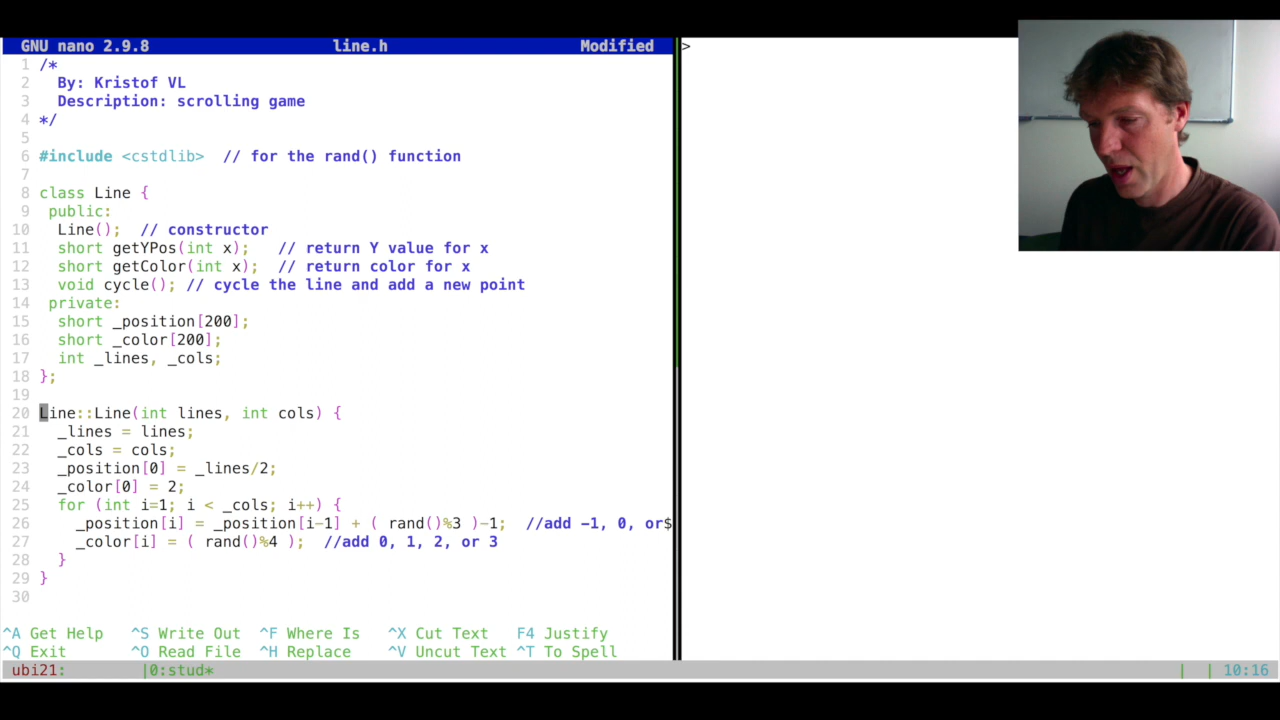 GNU nano 2.9.8 line.h Modified
1 /*
2 By: Kristof VL
3 Description: scrolling game
4 */
5
6 #include <cstdlib> // for the rand() function
7
8 class Line {
9 public:
10 Line(); // constructor
11 short getYPos(int x); // return Y value for x
12 short getColor(int x); // return color for x
13 void cycle(); // cycle the line and add a new point
14 private:
15 short _position[200];
16 short _color[200];
17 int _lines, _cols;
18 };
19
20 Line::Line(int lines, int cols) {
21 _lines = lines;
22 _cols = cols;
23 _position[0] = _lines/2;
24 _color[0] = 2;
25 for (int i=1; i < _cols; i++) {
26 _position[i] = _position[i-1] + ( rand()%3 )-1; //add -1, 0, or$
27 _color[i] = ( rand()%4 ); //add 0, 1, 2, or 3
28 }
29 }
30
^A Get Help ^S Write Out ^F Where Is ^X Cut Text F4 Justify
^Q Exit ^O Read File ^H Replace ^V Uncut Text ^T To Spell
ubi21: |0:stud* | | 10:16
>